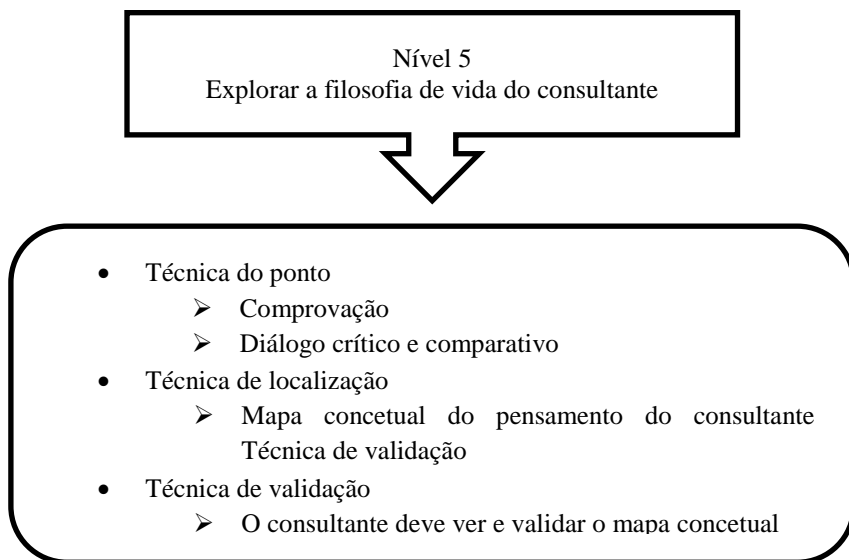 Nível 5
Explorar a filosofia de vida do consultante
• Técnica do ponto
➢ Comprovação
➢ Diálogo crítico e comparativo
• Técnica de localização
➢ Mapa concetual do pensamento do consultante
Técnica de validação
• Técnica de validação
➢ O consultante deve ver e validar o mapa concetual